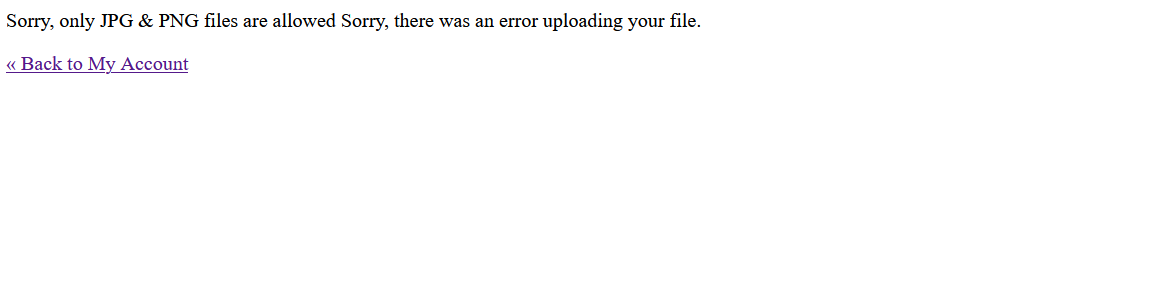 Sorry, only JPG & PNG files are allowed Sorry, there was an error uploading your file.
« Back to My Account